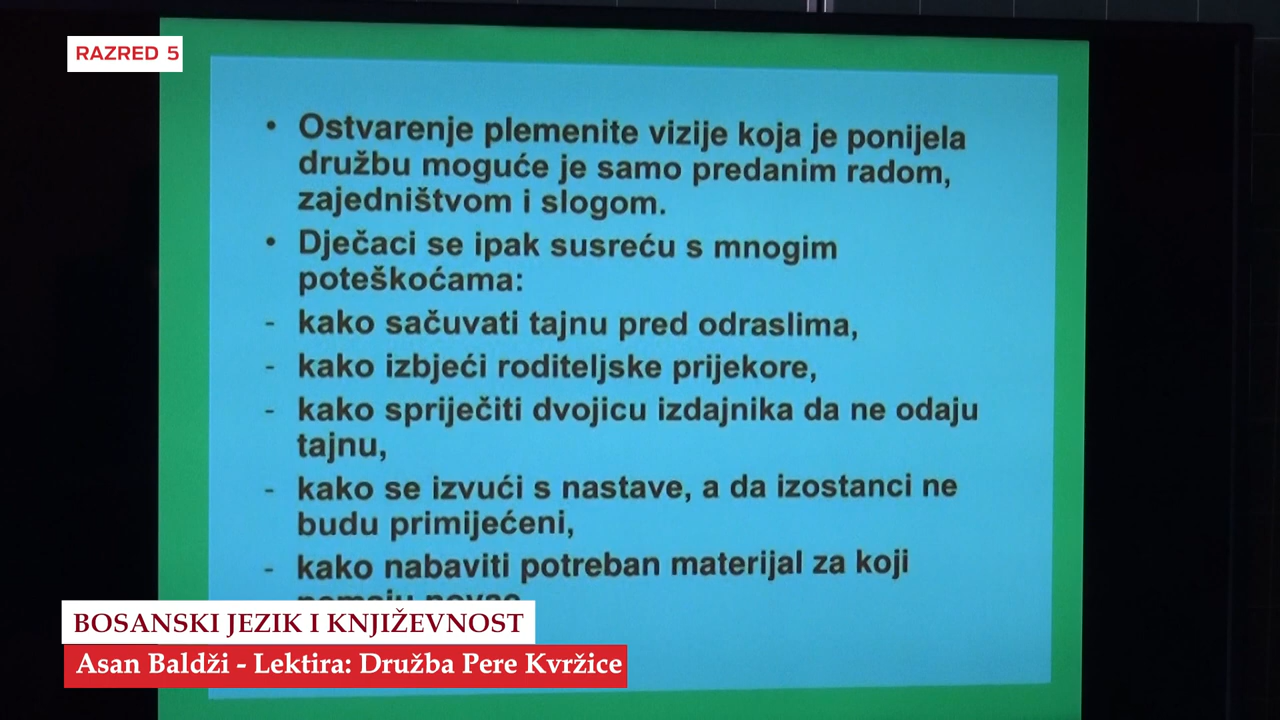 RAZRED 5
• Ostvarenje plemenite vizije koja je ponijela
družbu moguće je samo predanim radom,
zajedništvom i slogom.
• Dječaci se ipak susreću s mnogim
poteškoćama:
- kako sačuvati tajnu pred odraslima,
- kako izbjeći roditeljske prijekore,
- kako spriječiti dvojicu izdajnika da ne odaju
tajnu,
- kako se izvući s nastave, a da izostanci ne
budu primijećeni,
- kako nabaviti potreban materijal za koji
BOSANSKI JEZIK I KNJIŽEVNOST
Asan Baldži - Lektira: Družba Pere Kvržice